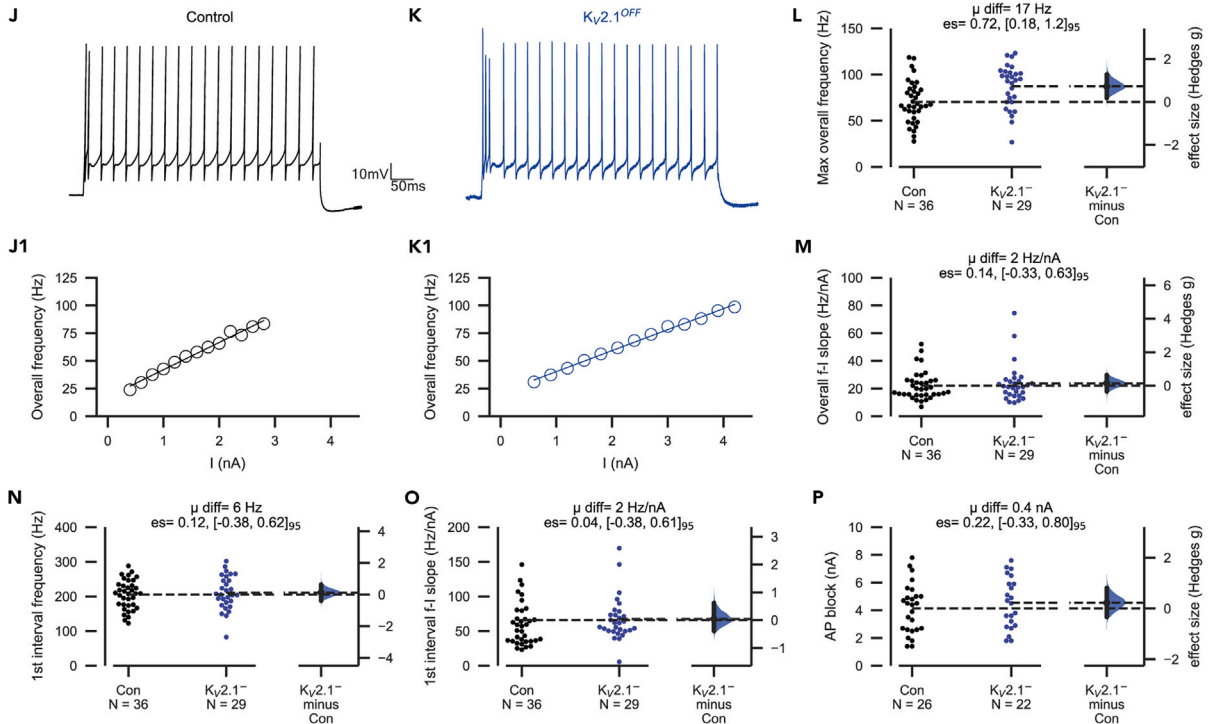 J
Control
10mV
50ms
K
Kv2.1OFF
L
μ diff= 17 Hz
es= 0.72, [0.18, 1.2]95
Max overall frequency (Hz)
150
100
50
0
2
0
−2
effect size (Hedges g)
Con
N = 36
Kv2.1−
N = 29
Kv2.1−
minus
Con
J1
Overall frequency (Hz)
125
100
75
50
25
0
0 1 2 3 4
I (nA)
K1
Overall frequency (Hz)
125
100
75
50
25
0
0 1 2 3 4
I (nA)
M
μ diff= 2 Hz/nA
es= 0.14, [-0.33, 0.63]95
Overall f-I slope (Hz/nA)
100
80
60
40
20
0
6
4
2
0
effect size (Hedges g)
Con
N = 36
Kv2.1−
N = 29
Kv2.1−
minus
Con
N
μ diff= 6 Hz
es= 0.12, [-0.38, 0.62]95
1st interval frequency (Hz)
400
300
200
100
0
4
2
0
−2
−4
Con
N = 36
Kv2.1−
N = 29
Kv2.1−
minus
Con
O
μ diff= 2 Hz/nA
es= 0.04, [-0.38, 0.61]95
1st interval f-I slope (Hz/nA)
200
150
100
50
0
3
2
1
0
−1
Con
N = 36
Kv2.1−
N = 29
Kv2.1−
minus
Con
P
μ diff= 0.4 nA
es= 0.22, [-0.33, 0.80]95
AP block (nA)
10
8
6
4
2
0
2
0
−2
effect size (Hedges g)
Con
N = 26
Kv2.1−
N = 22
Kv2.1−
minus
Con